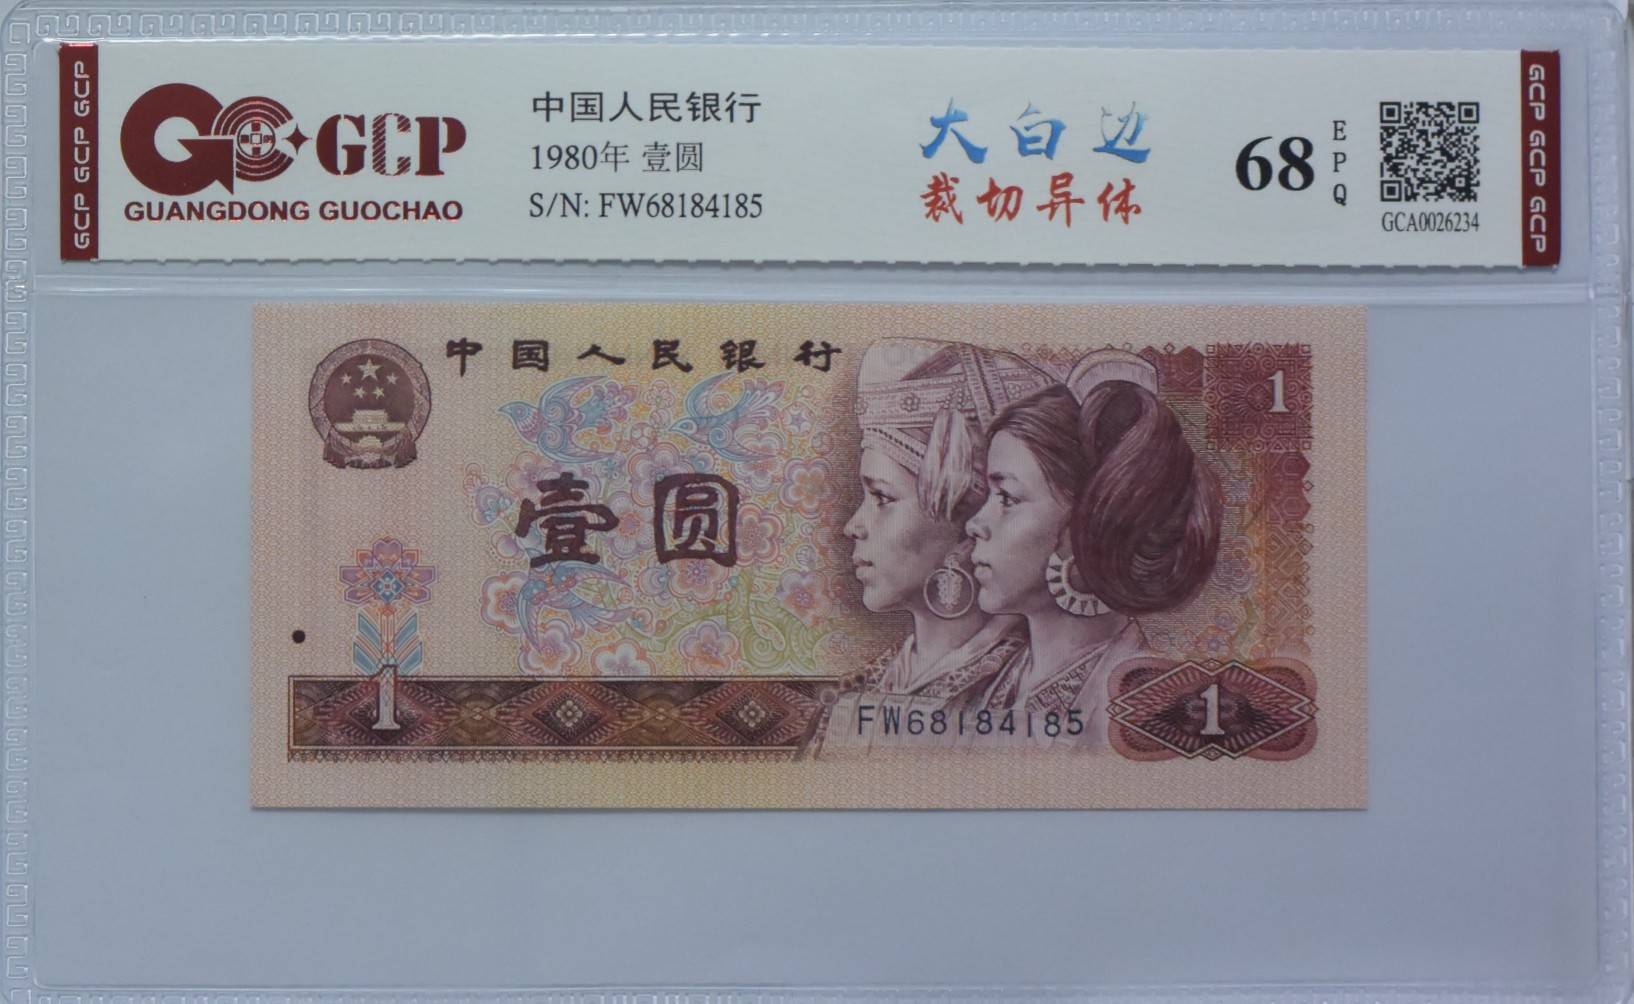 GCP GCP GCP
GCP
GUANGDONG GUOCHAO
中国人民银行
1980年 壹圆
S/N: FW68184185
大白边
裁切异体
68
EPQ
GCA0026234
GCP GCP GCP
中国人民银行
1
壹圆
1
FW68184185
1